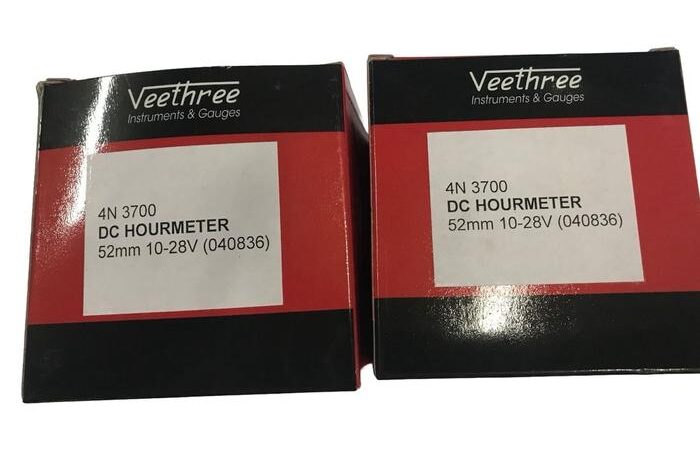 Veethree
Instruments & Gauges
4N 3700
DC HOURMETER
52mm 10-28V (040836)
Veethree
Instruments & Gauges
4N 3700
DC HOURMETER
52mm 10-28V (040836)